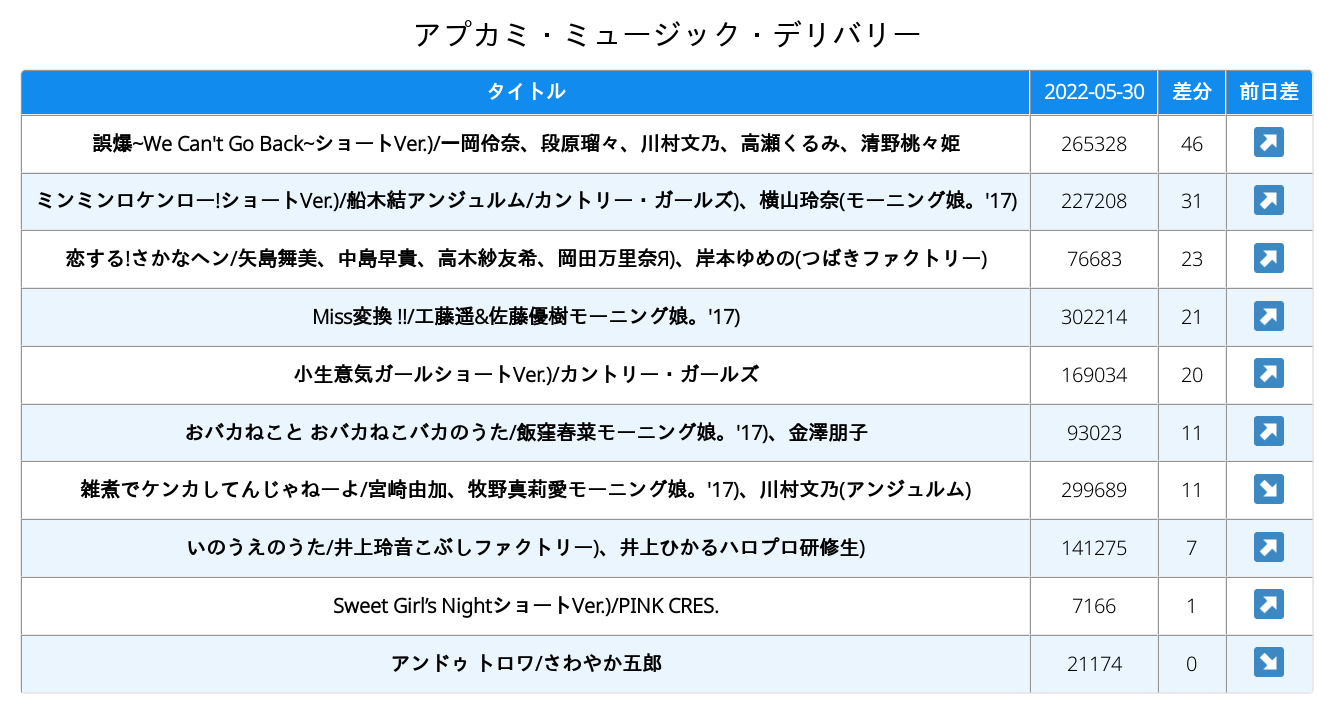 アプカミ・ミュージック・デリバリー
タイトル 2022-05-30 差分 前日差
誤爆~We Can't Go Back~ショートVer.)/一岡伶奈、段原瑠々、川村文乃、高瀬くるみ、清野桃々姫 265328 46
ミンミンロケンロー!ショートVer.)/船木結アンジュルム/カントリー・ガールズ)、横山玲奈(モーニング娘。'17) 227208 31
恋する!さかなヘン/矢島舞美、中島早貴、高木紗友希、岡田万里奈Я)、岸本ゆめの(つばきファクトリー) 76683 23
Miss変換 !!/工藤遥&佐藤優樹モーニング娘。'17) 302214 21
小生意気ガールショートVer.)/カントリー・ガールズ 169034 20
おバカねこと おバカねこバカのうた/飯窪春菜モーニング娘。'17)、金澤朋子 93023 11
雑煮でケンカしてんじゃねーよ/宮崎由加、牧野真莉愛モーニング娘。'17)、川村文乃(アンジュルム) 299689 11
いのうえのうた/井上玲音こぶしファクトリー)、井上ひかるハロプロ研修生) 141275 7
Sweet Girl’s NightショートVer.)/PINK CRES. 7166 1
アンドゥ トロワ/さわやか五郎 21174 0